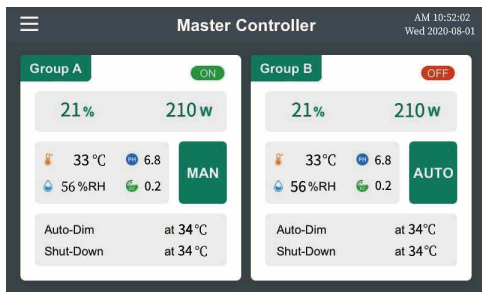 Master Controller
AM 10:52:02
Wed 2020-08-01
Group A
ON
21%
210 W
33 °C
PH
6.8
56 %RH
0.2
MAN
Auto-Dim at 34 °C
Shut-Down at 34 °C
Group B
OFF
21%
210 W
33°C
PH
6.8
56 %RH
0.2
AUTO
Auto-Dim at 34°C
Shut-Down at 34°C